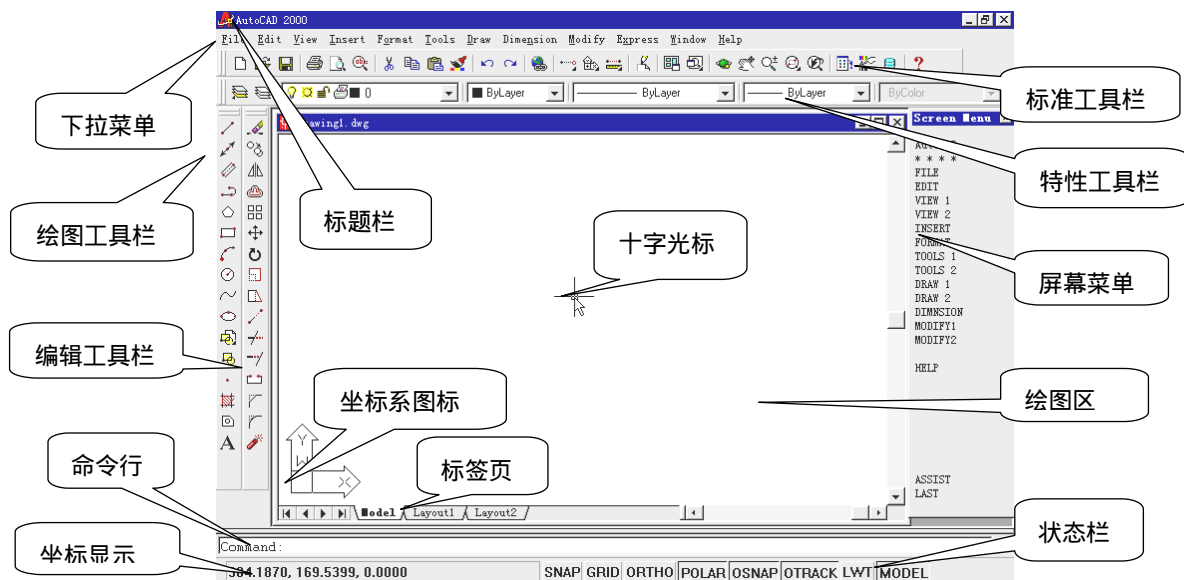 AutoCAD 2000
File Edit View Insert Format Tools Draw Dimension Modify Express Window Help
0 ByLayer ByLayer ByLayer ByColor
标准工具栏
下拉菜单
Screen Menu
* * * *
FILE
EDIT
VIEW 1
VIEW 2
INSERT
FORMAT
TOOLS 1
TOOLS 2
DRAW 1
DRAW 2
DIMNSION
MODIFY1
MODIFY2
HELP
ASSIST
LAST
特性工具栏
标题栏
绘图工具栏
十字光标
屏幕菜单
编辑工具栏
坐标系图标
绘图区
Y
W
X
A
命令行
标签页
Model Layout1 Layout2
状态栏
Command:
坐标显示
169.5399, 0.0000
SNAP GRID ORTHO POLAR OSNAP OTRACK LWT MODEL